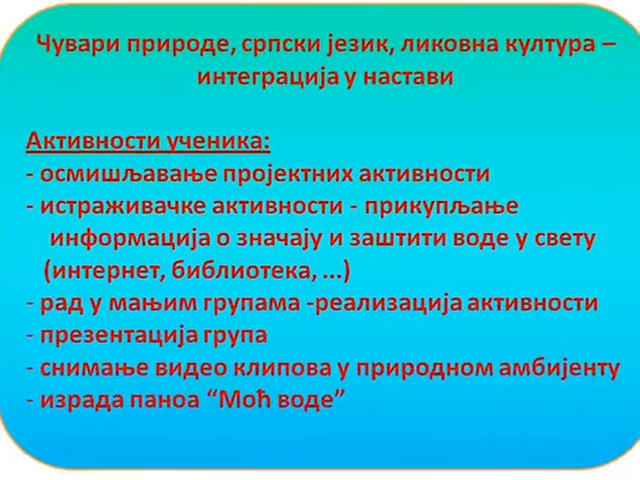 Чувари природе, српски језик, ликовна култура –
интеграција у настави
Активности ученика:
- осмишљавање пројектних активности
- истраживачке активности - прикупљање
информација о значају и заштити воде у свету
(интернет, библиотека, ...)
- рад у мањим групама -реализација активности
- презентација група
- снимање видео клипова у природном амбијенту
- израда паноа “Моћ воде”